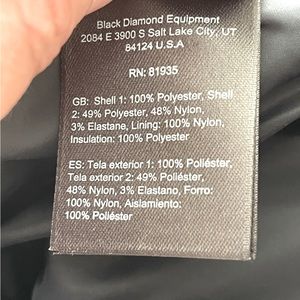 Black Diamond Equipment
2084 E 3900 S Salt Lake City, UT
84124 U.S.A
RN: 81935
GB: Shell 1: 100% Polyester, Shell
2: 49% Polyester, 48% Nylon,
3% Elastane, Lining: 100% Nylon,
Insulation: 100% Polyester
ES: Tela exterior 1: 100% Poliéster,
Tela exterior 2: 49% Poliéster,
48% Nylon, 3% Elastano, Forro:
100% Nylon, Aislamiento:
100% Poliéster